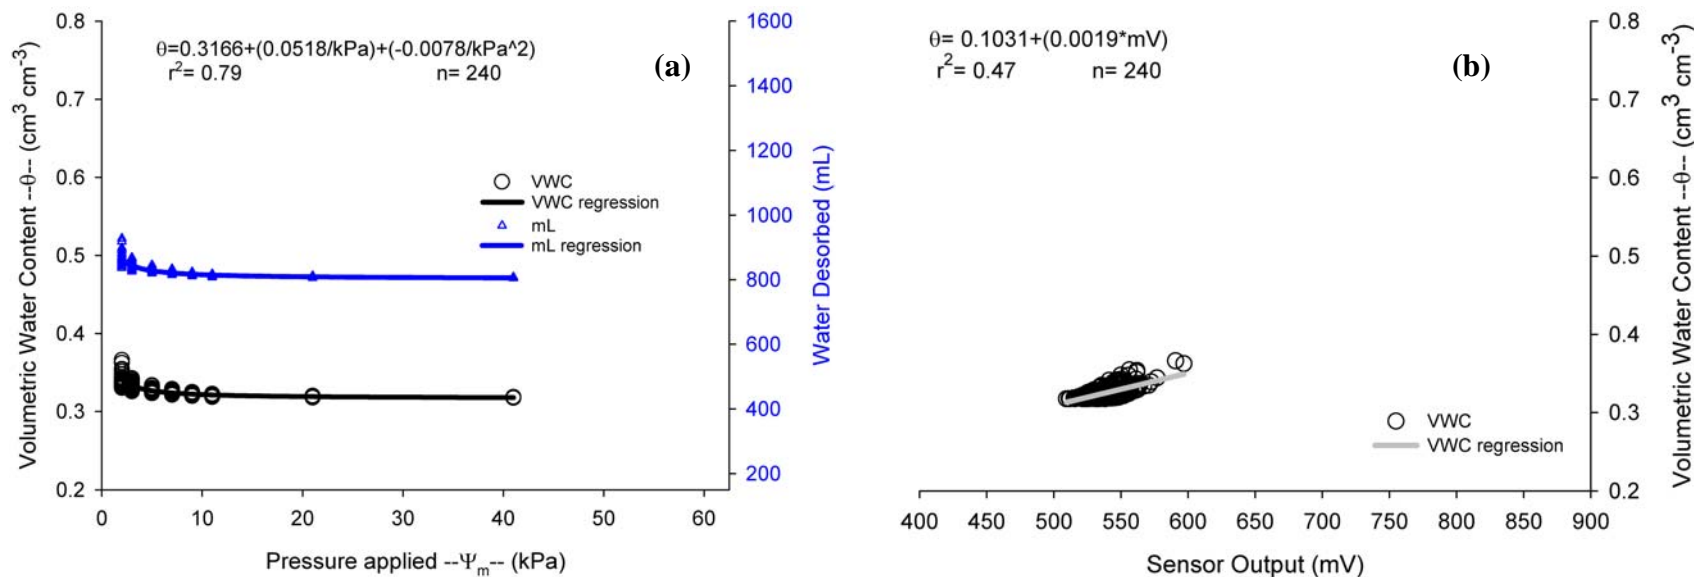 θ=0.3166+(0.0518/kPa)+(-0.0078/kPa^2)
r² = 0.79 n= 240
(a)
VWC
VWC regression
mL
mL regression
0.8
0.7
0.6
0.5
0.4
0.3
0.2
Volumetric Water Content --θ-- (cm³ cm⁻³)
1600
1400
1200
1000
800
600
400
200
Water Desorbed (mL)
0 10 20 30 40 50 60
Pressure applied --Ψm-- (kPa)
θ= 0.1031+(0.0019*mV)
r² = 0.47 n= 240
(b)
VWC
VWC regression
0.8
0.7
0.6
0.5
0.4
0.3
0.2
Volumetric Water Content --θ-- (cm³ cm⁻³)
400 450 500 550 600 650 700 750 800 850 900
Sensor Output (mV)